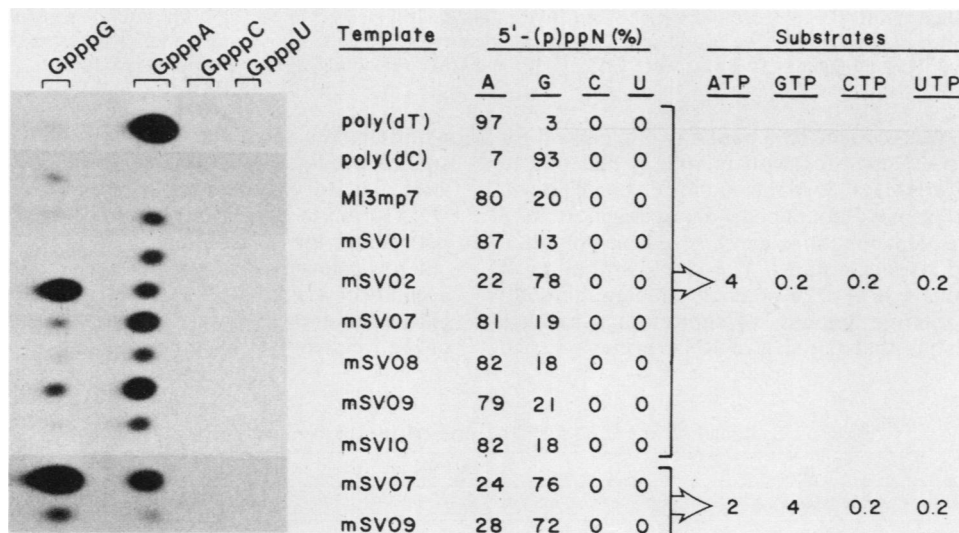 GpppG GpppA GpppC GpppU
Template 5'-(p)ppN (%) Substrates
A G C U ATP GTP CTP UTP
poly(dT) 97 3 0 0
poly(dC) 7 93 0 0
M13mp7 80 20 0 0
mSV01 87 13 0 0
mSV02 22 78 0 0 4 0.2 0.2 0.2
mSV07 81 19 0 0
mSV08 82 18 0 0
mSV09 79 21 0 0
mSV10 82 18 0 0
mSV07 24 76 0 0
mSV09 28 72 0 0 2 4 0.2 0.2